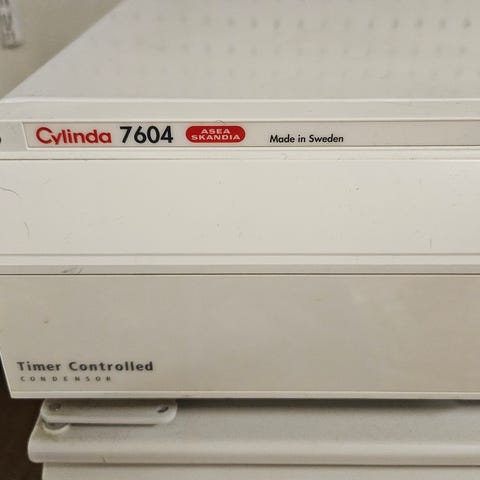 Cylinda 7604 ASEA SKANDIA Made in Sweden
Timer Controlled
CONDENSOR